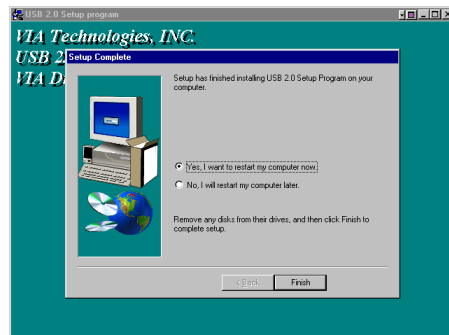 USB 2.0 Setup program
VIA Technologies, INC.
USB 2
VIA D
Setup Complete
Setup has finished installing USB 2.0 Setup Program on your
computer.
Yes, I want to restart my computer now.
No, I will restart my computer later.
Remove any disks from their drives, and then click Finish to
complete setup.
< Back
Finish